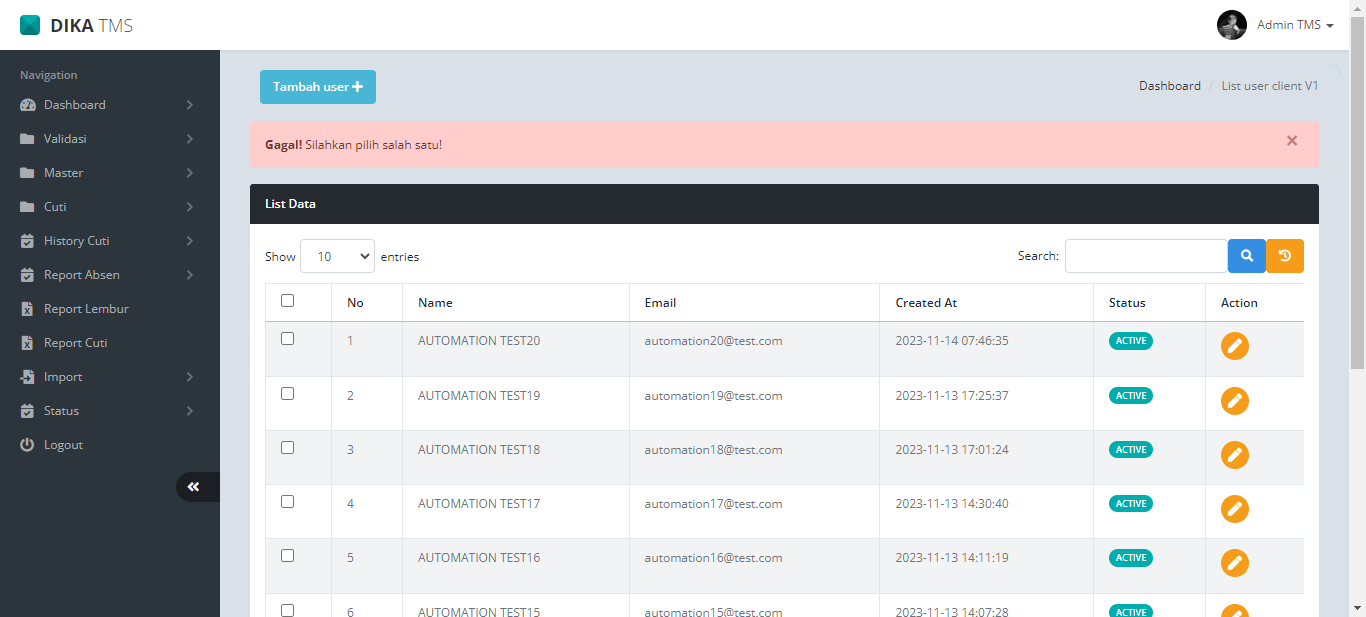 DIKA TMS
Admin TMS
Navigation
Dashboard
Validasi
Master
Cuti
History Cuti
Report Absen
Report Lembur
Report Cuti
Import
Status
Logout
Tambah user
Dashboard / List user client V1
Gagal! Silahkan pilih salah satu! ×
List Data
Show 10 entries
Search:
No Name Email Created At Status Action
1 AUTOMATION TEST20 automation20@test.com 2023-11-14 07:46:35 ACTIVE
2 AUTOMATION TEST19 automation19@test.com 2023-11-13 17:25:37 ACTIVE
3 AUTOMATION TEST18 automation18@test.com 2023-11-13 17:01:24 ACTIVE
4 AUTOMATION TEST17 automation17@test.com 2023-11-13 14:30:40 ACTIVE
5 AUTOMATION TEST16 automation16@test.com 2023-11-13 14:11:19 ACTIVE
6 AUTOMATION TEST15 automation15@test.com 2023-11-13 14:07:28 ACTIVE